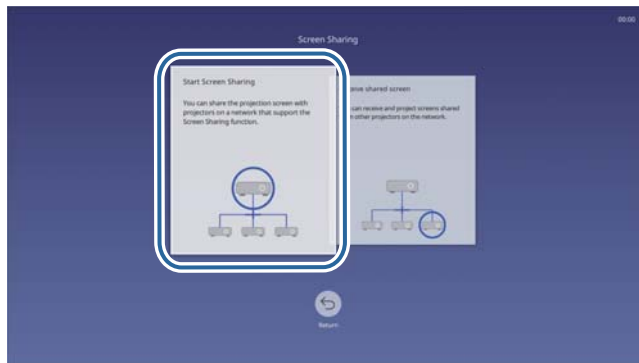 00:00
Screen Sharing
Start Screen Sharing
You can share the projection screen with
projectors on a network that support the
Screen Sharing function.
eive shared screen
can receive and project screens shared
other projectors on the network.
Return